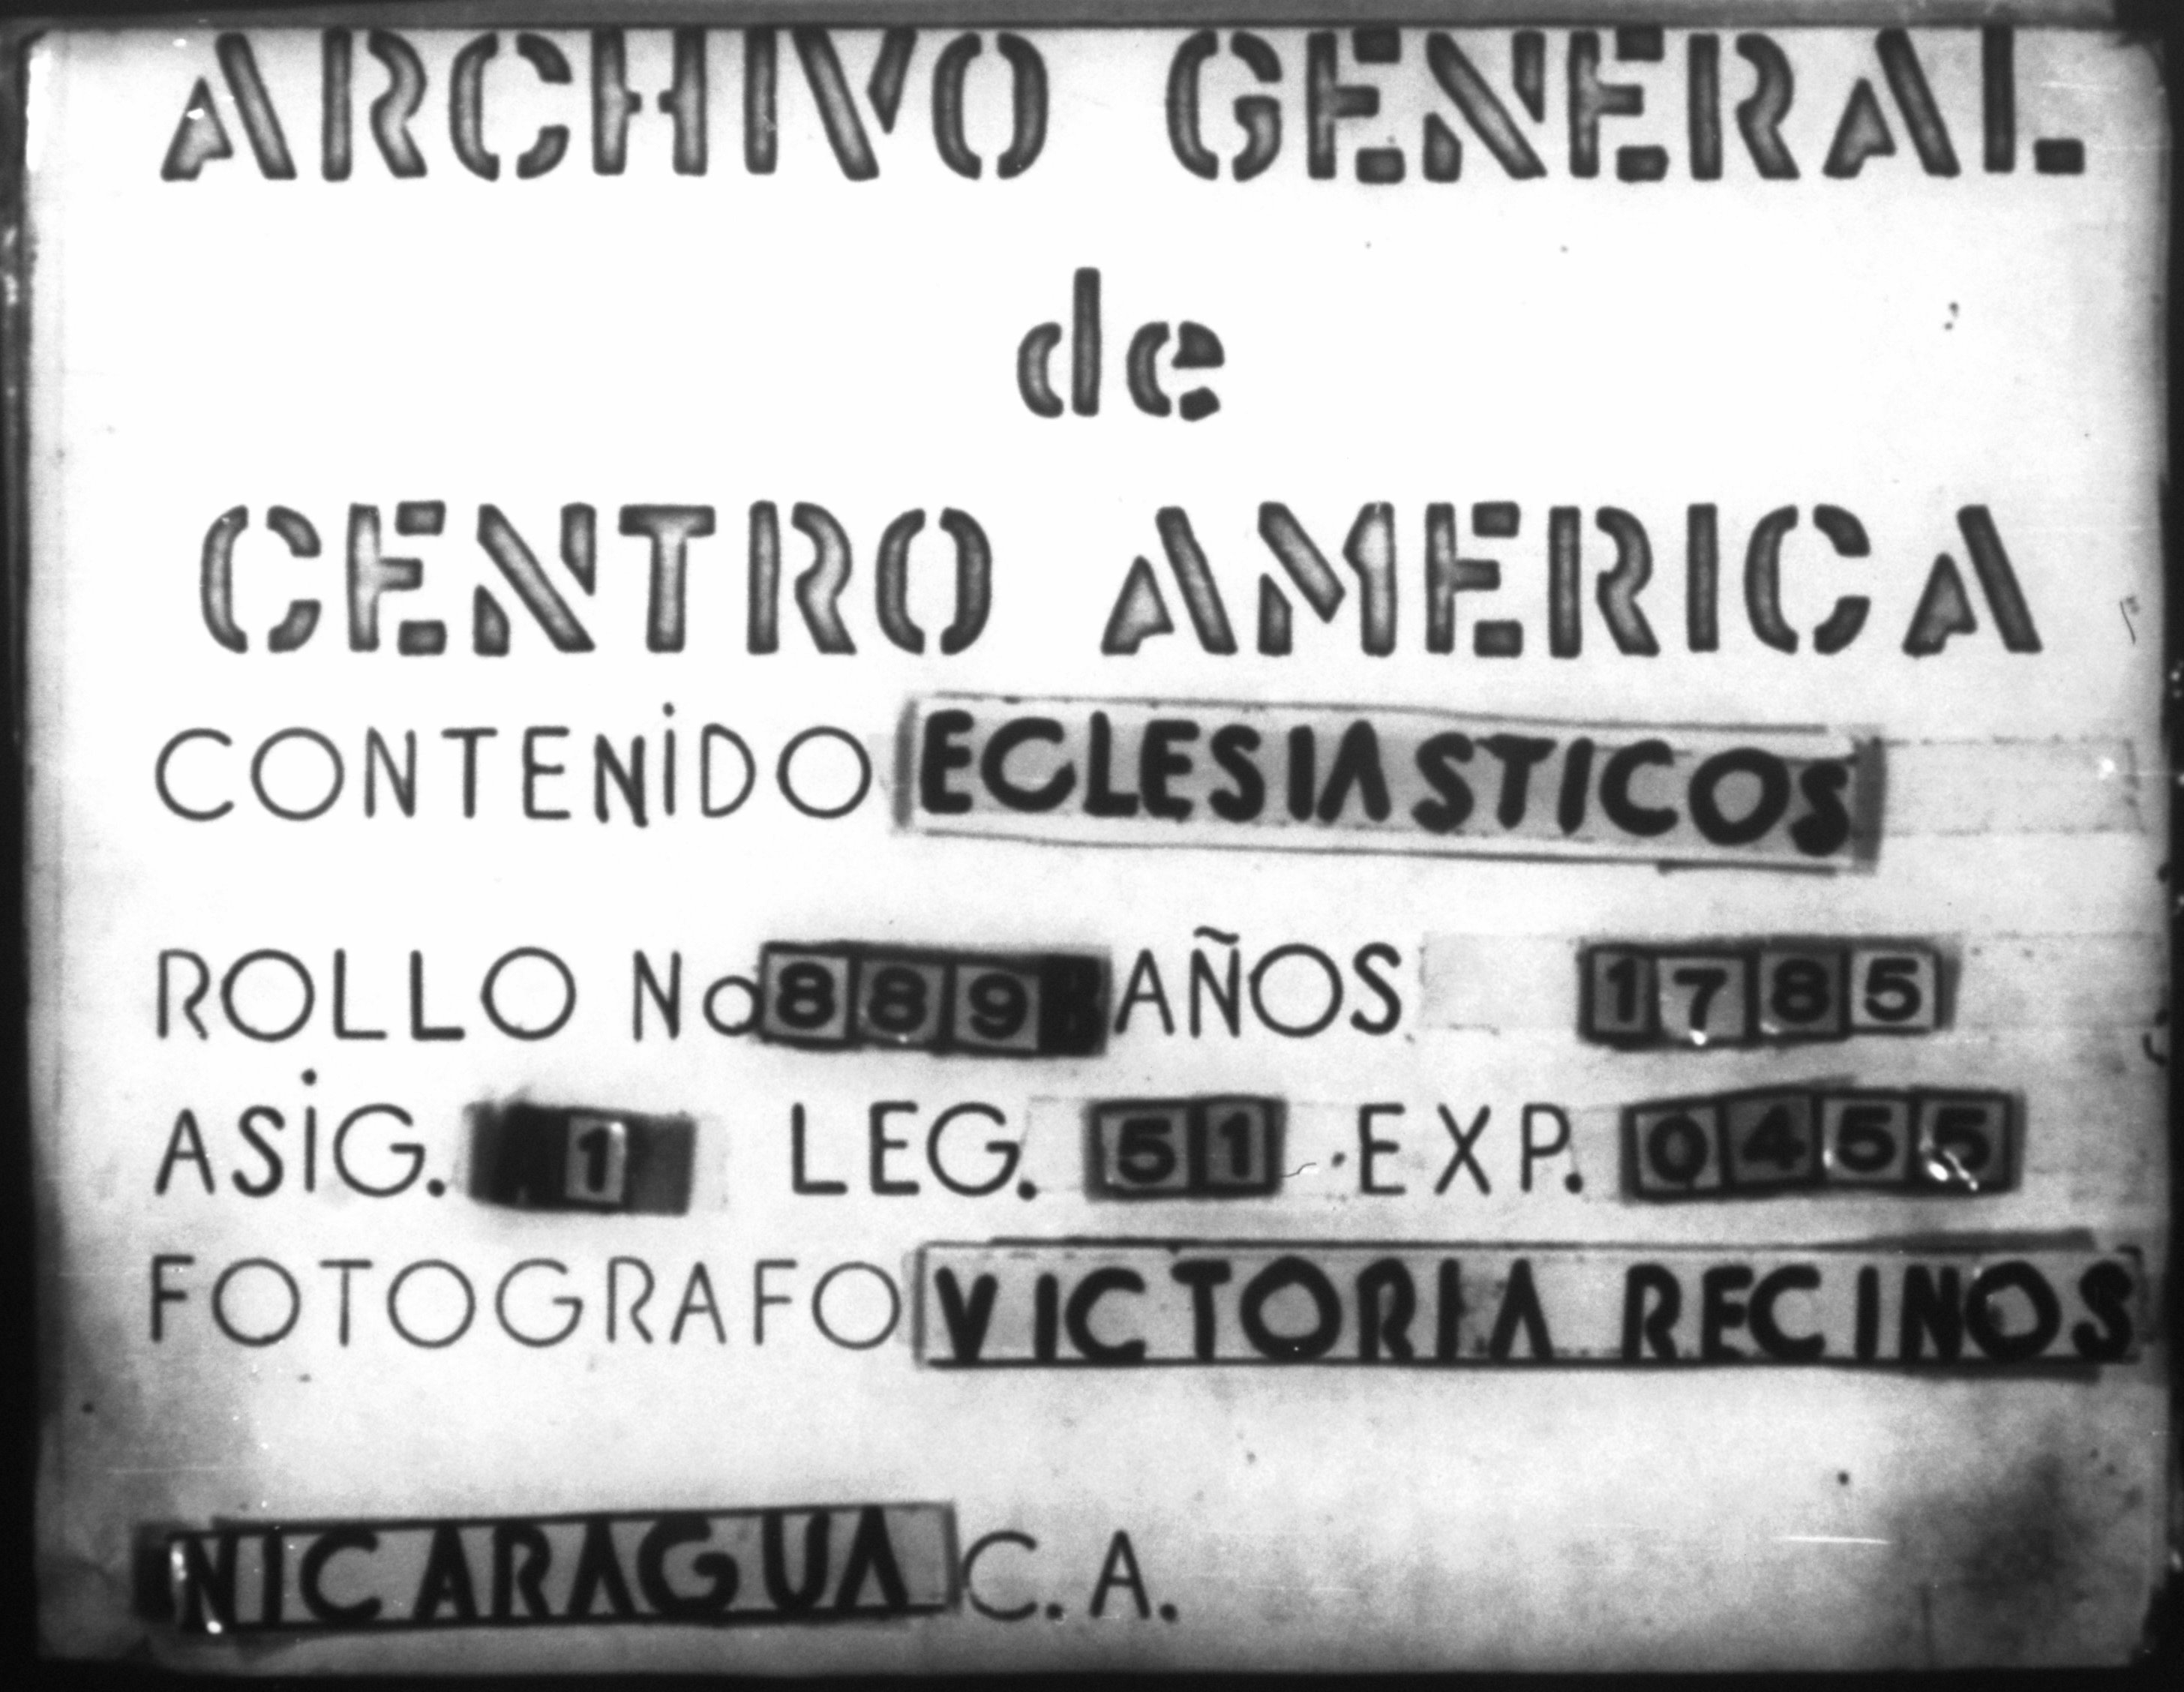 ARCHIVO GENERAL
de
CENTRO AMERICA
CONTENIDO ECLESIASTICOS
ROLLO No 889 AÑOS 1785
ASIG. 1 LEG. 51 EXP. 0455
FOTOGRAFO VICTORIA RECINOS
NICARAGUA C.A.